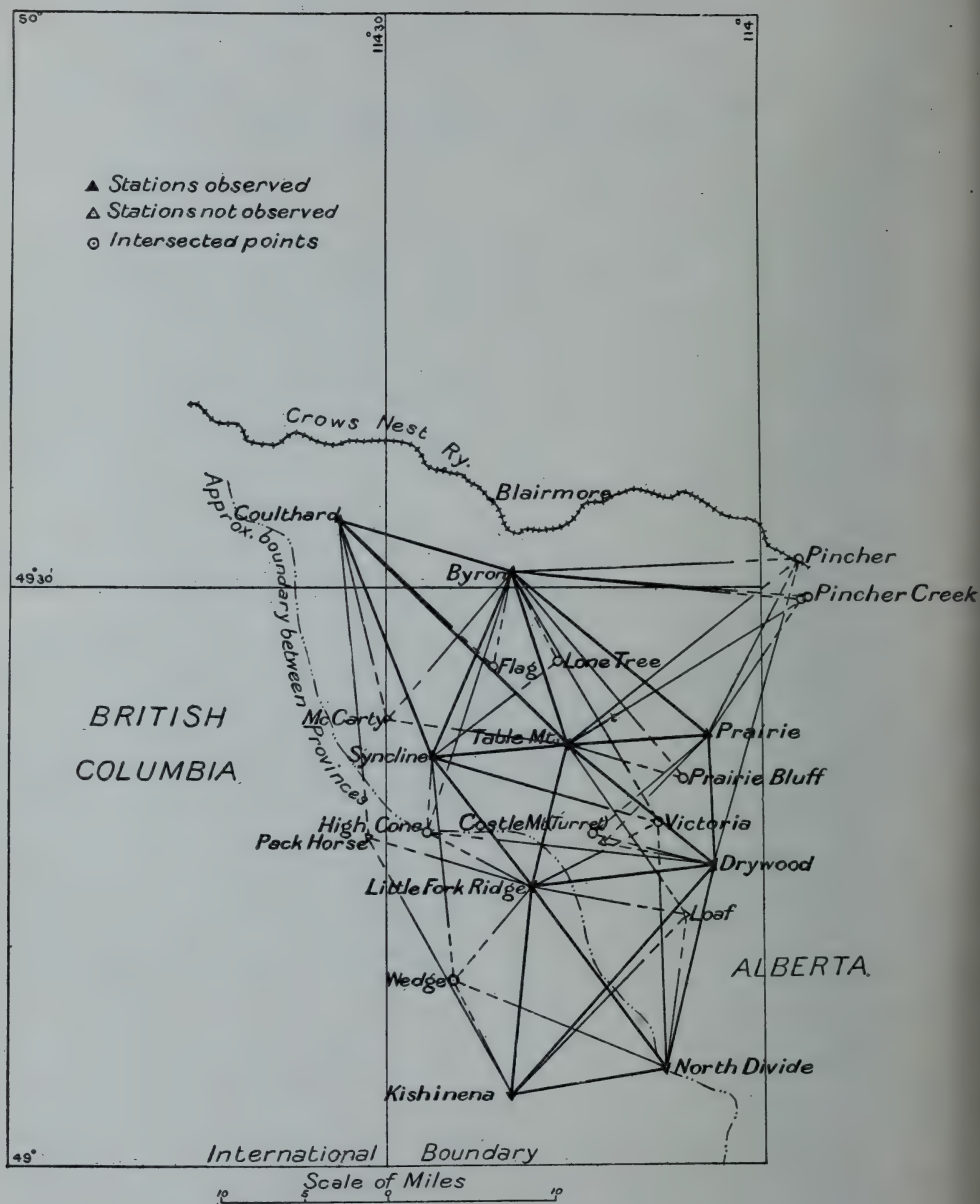 50°
114°30
114°
Stations observed
Stations not observed
Intersected points
Crows Nest Ry.
Blairmore
Approx. boundary between Provinces
Coulthard
Byron
Pincher
49°30'
Pincher Creek
Flag
Lone Tree
BRITISH
COLUMBIA
McCarty
Table Mt.
Prairie
Syncline
Prairie Bluff
High Cone
Castle Mt (Turret)
Victoria
Pack Horse
Drywood
Little Fork Ridge
Loaf
ALBERTA
Wedge
North Divide
Kishinena
49°
International Boundary
Scale of Miles
10 5 0 10